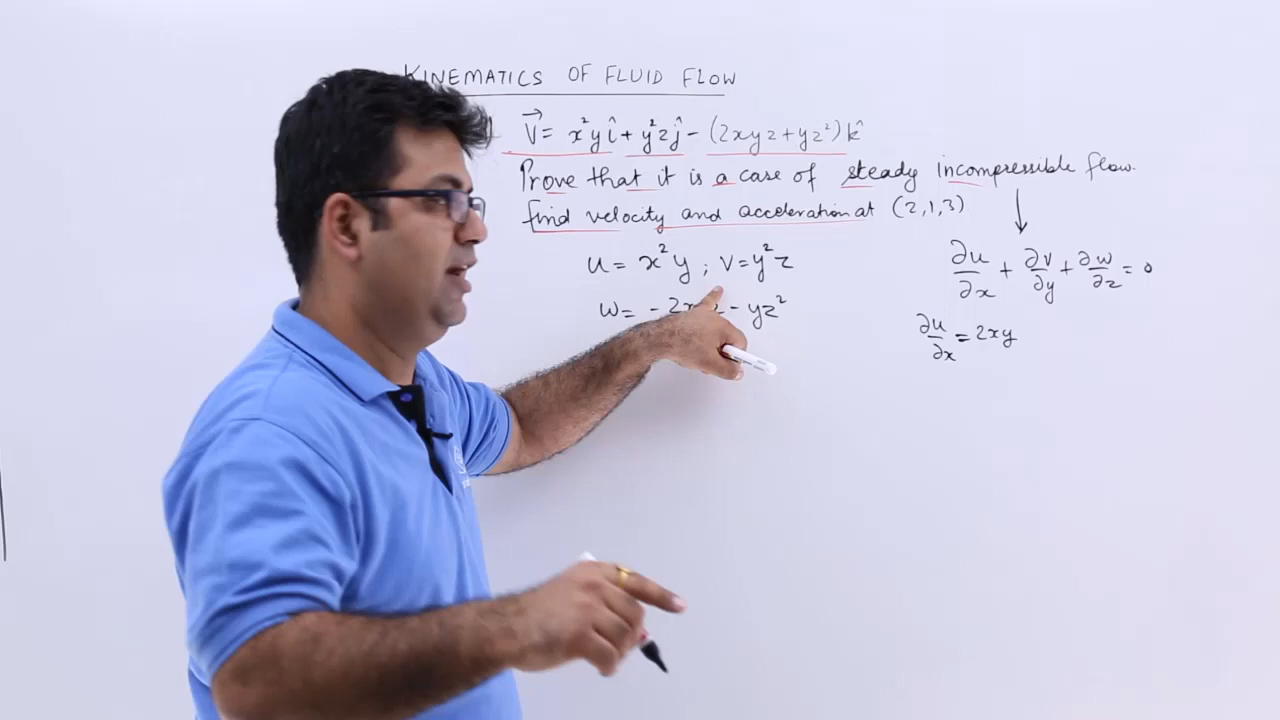 KINEMATICS OF FLUID FLOW
V⃗ = x²y î + y²z ĵ − (2xyz + yz²) k̂
Prove that it is a case of steady incompressible flow.
find velocity and acceleration at (2,1,3)
u = x²y ; v = y²z
w = − 2x z − yz²
∂u/∂x + ∂v/∂y + ∂w/∂z = 0
∂u/∂x = 2xy